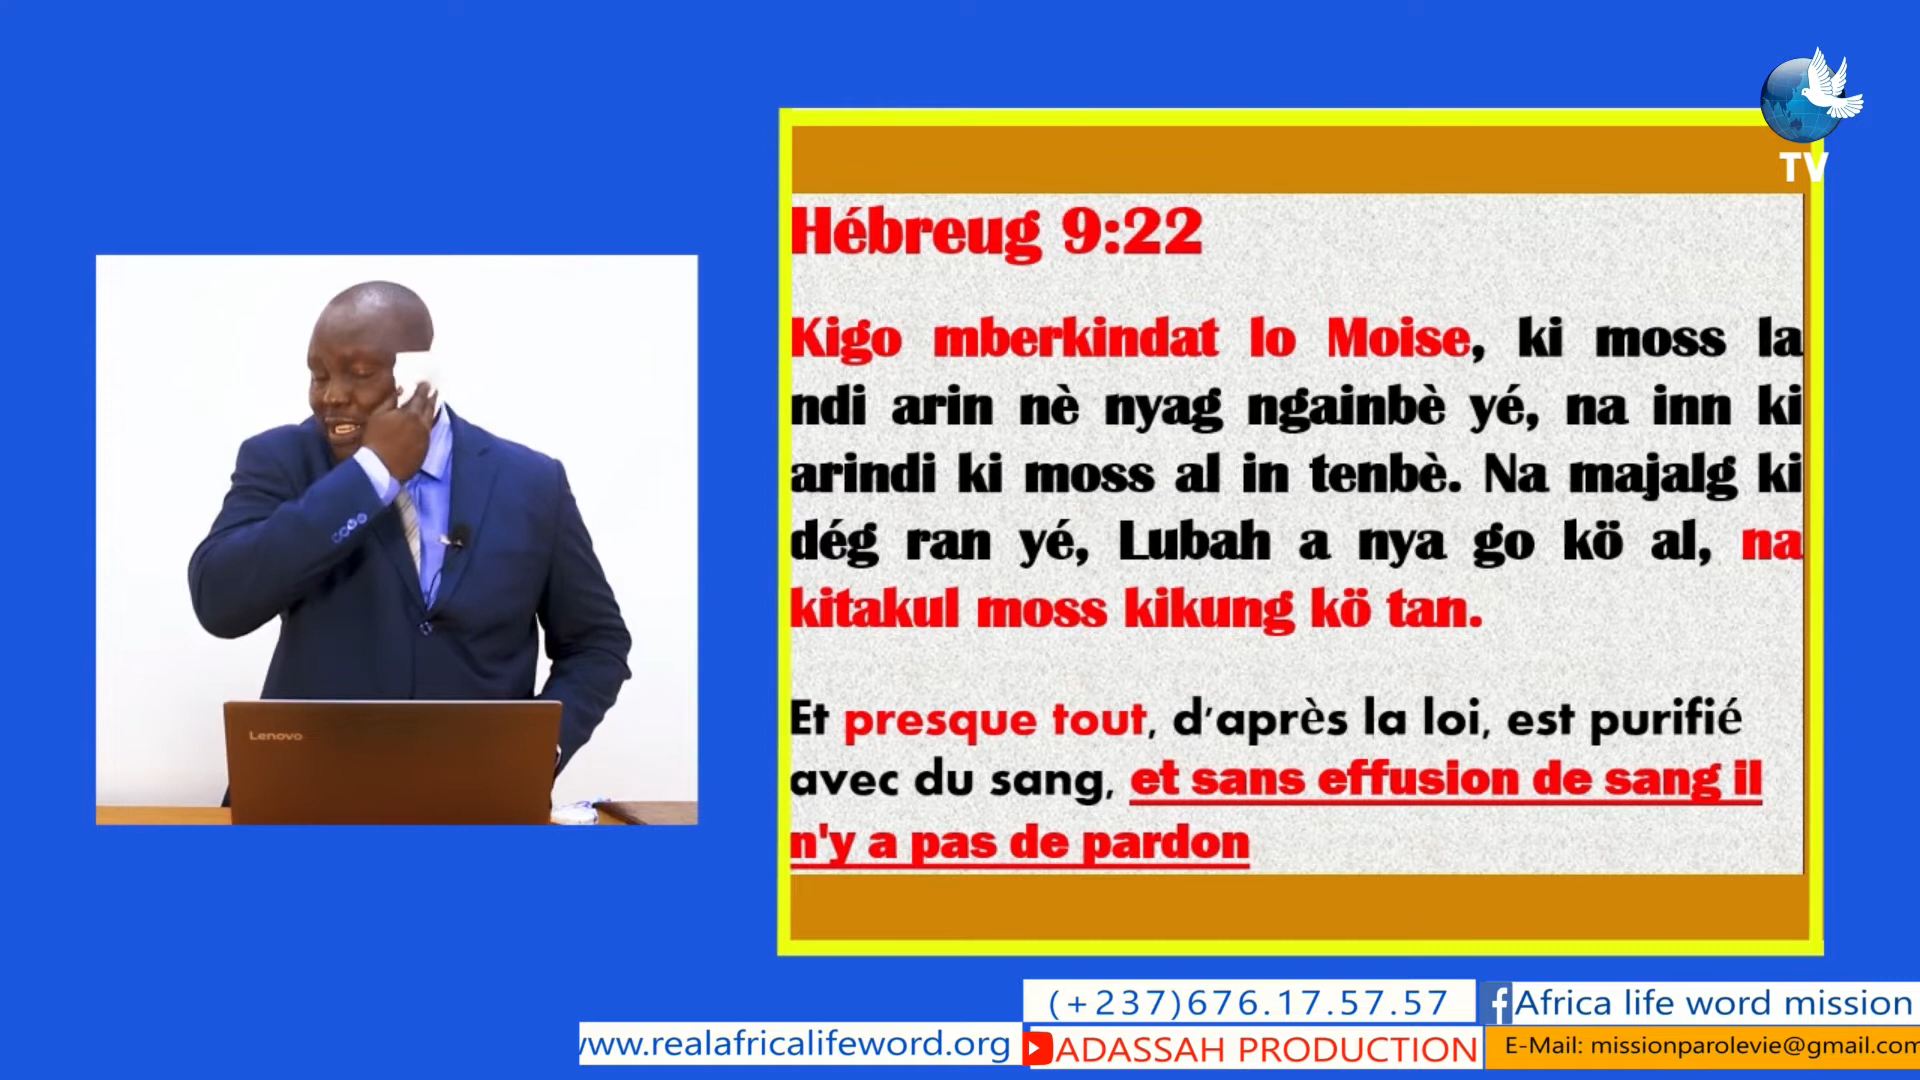 TV
Hébreug 9:22
Kigo mberkindat lo Moise, ki moss la
ndi arin nè nyag ngainbè yé, na inn ki
arindi ki moss al in tenbè. Na majalg ki
dég ran yé, Lubah a nya go kö al, na
kitakul moss kikung kö tan.
Et presque tout, d'après la loi, est purifié
avec du sang, et sans effusion de sang il
n'y a pas de pardon
Lenovo
(+237)676.17.57.57
Africa life word mission
www.realafricalifeword.org
ADASSAH PRODUCTION
E-Mail: missionparolevie@gmail.com